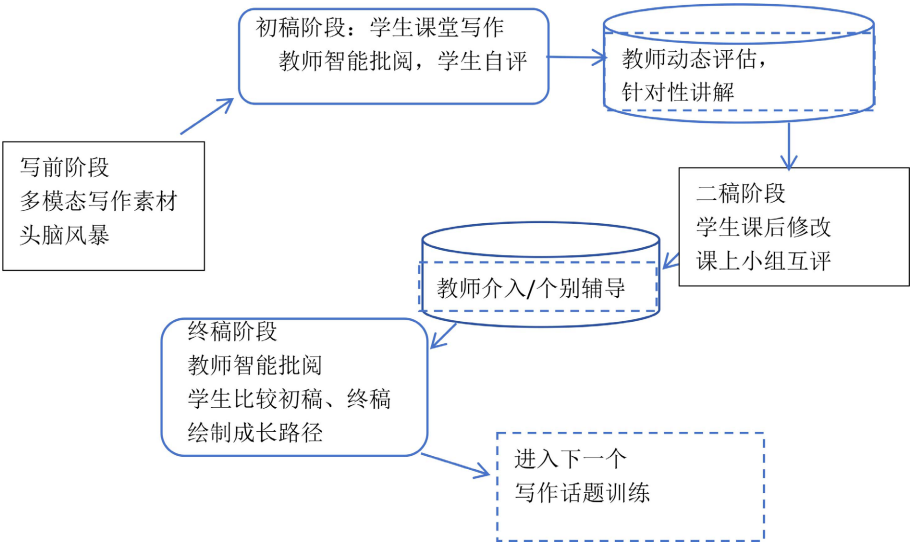 写前阶段
多模态写作素材
头脑风暴
初稿阶段：学生课堂写作
教师智能批阅，学生自评
教师动态评估，
针对性讲解
二稿阶段
学生课后修改
课上小组互评
教师介入/个别辅导
终稿阶段
教师智能批阅
学生比较初稿、终稿
绘制成长路径
进入下一个
写作话题训练